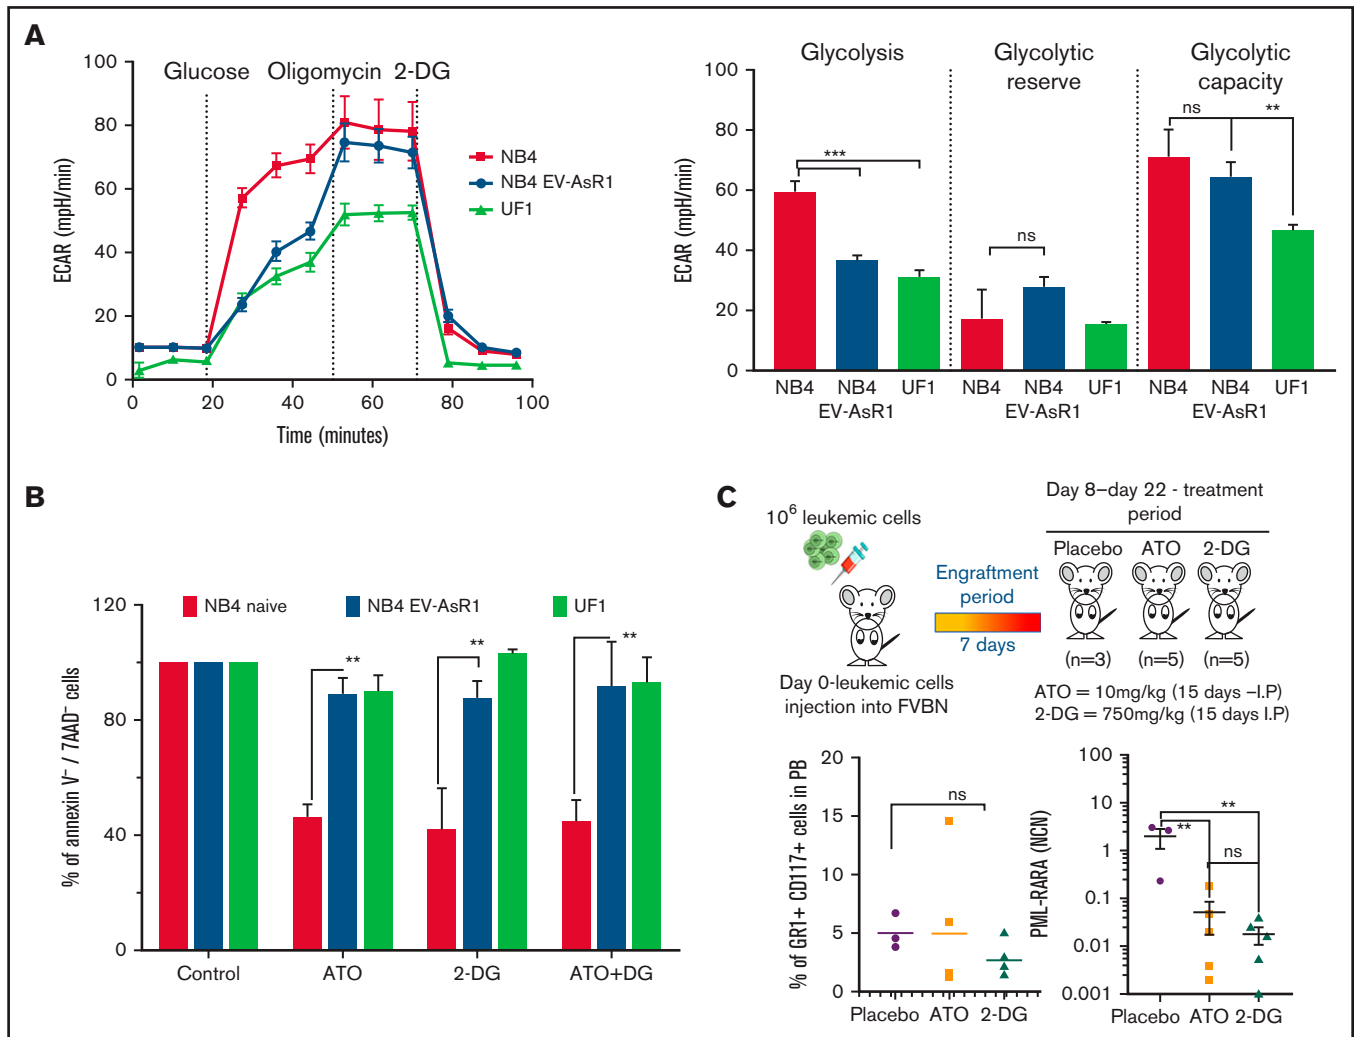 A
Glucose Oligomycin 2-DG
100
80
60
40
20
0
ECAR (mpH/min)
0 20 40 60 80 100
Time (minutes)
NB4
NB4 EV-AsR1
UF1
Glycolysis
Glycolytic
reserve
Glycolytic
capacity
100
80
60
40
20
0
ECAR (mpH/min)
***
ns
ns
**
NB4 NB4 UF1 NB4 NB4 UF1 NB4 NB4 UF1
EV-AsR1 EV-AsR1 EV-AsR1
B
NB4 naive NB4 EV-AsR1 UF1
120
80
40
0
% of annexin V⁻ / 7AAD⁻ cells
**
**
**
Control ATO 2-DG ATO+DG
C
10⁶ leukemic cells
Day 0-leukemic cells
injection into FVBN
Engraftment
period
7 days
Day 8–day 22 - treatment
period
Placebo ATO 2-DG
(n=3) (n=5) (n=5)
ATO = 10mg/kg (15 days –I.P)
2-DG = 750mg/kg (15 days I.P)
20
15
10
5
0
% of GR1+ CD117+ cells in PB
ns
Placebo ATO 2-DG
100
10
1
0.1
0.01
0.001
PML-RARA (NCN)
**
**
ns
Placebo ATO 2-DG